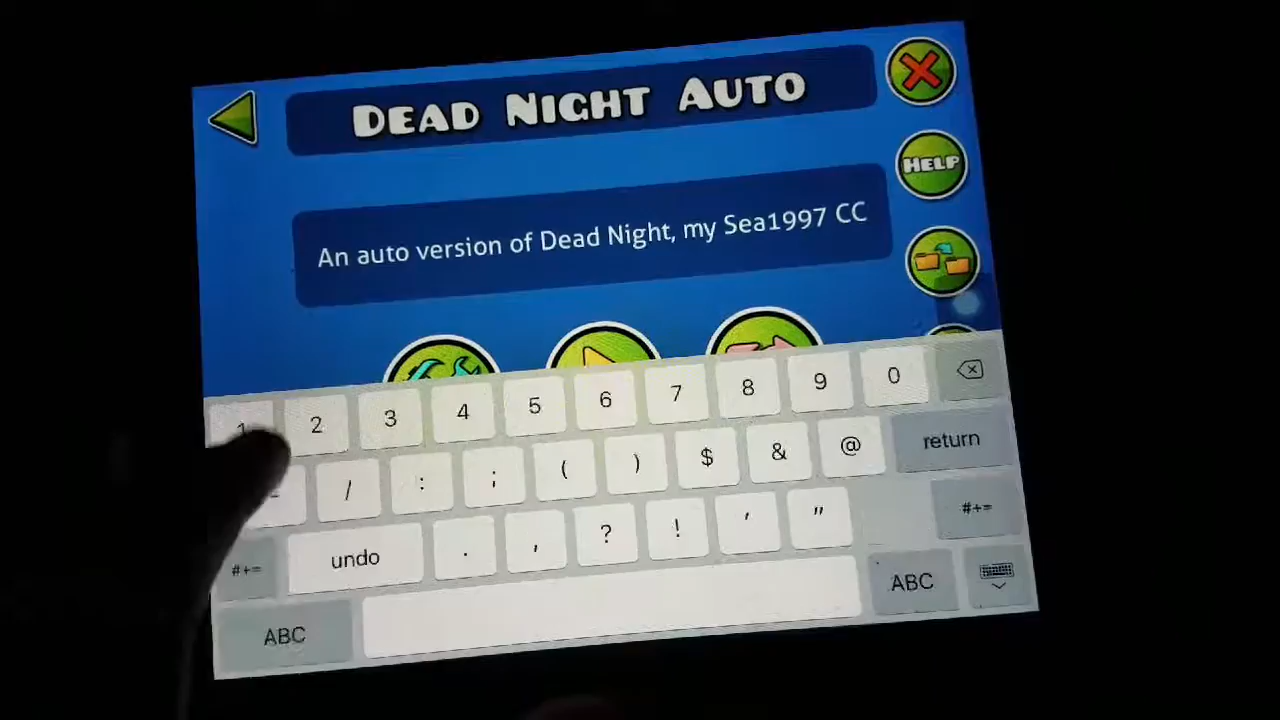 DEAD NIGHT AUTO
HELP
An auto version of Dead Night, my Sea1997 CC
1 2 3 4 5 6 7 8 9 0
/ : ; ( ) $ & @ return
#+= undo . , ? ! ' " #+=
ABC ABC